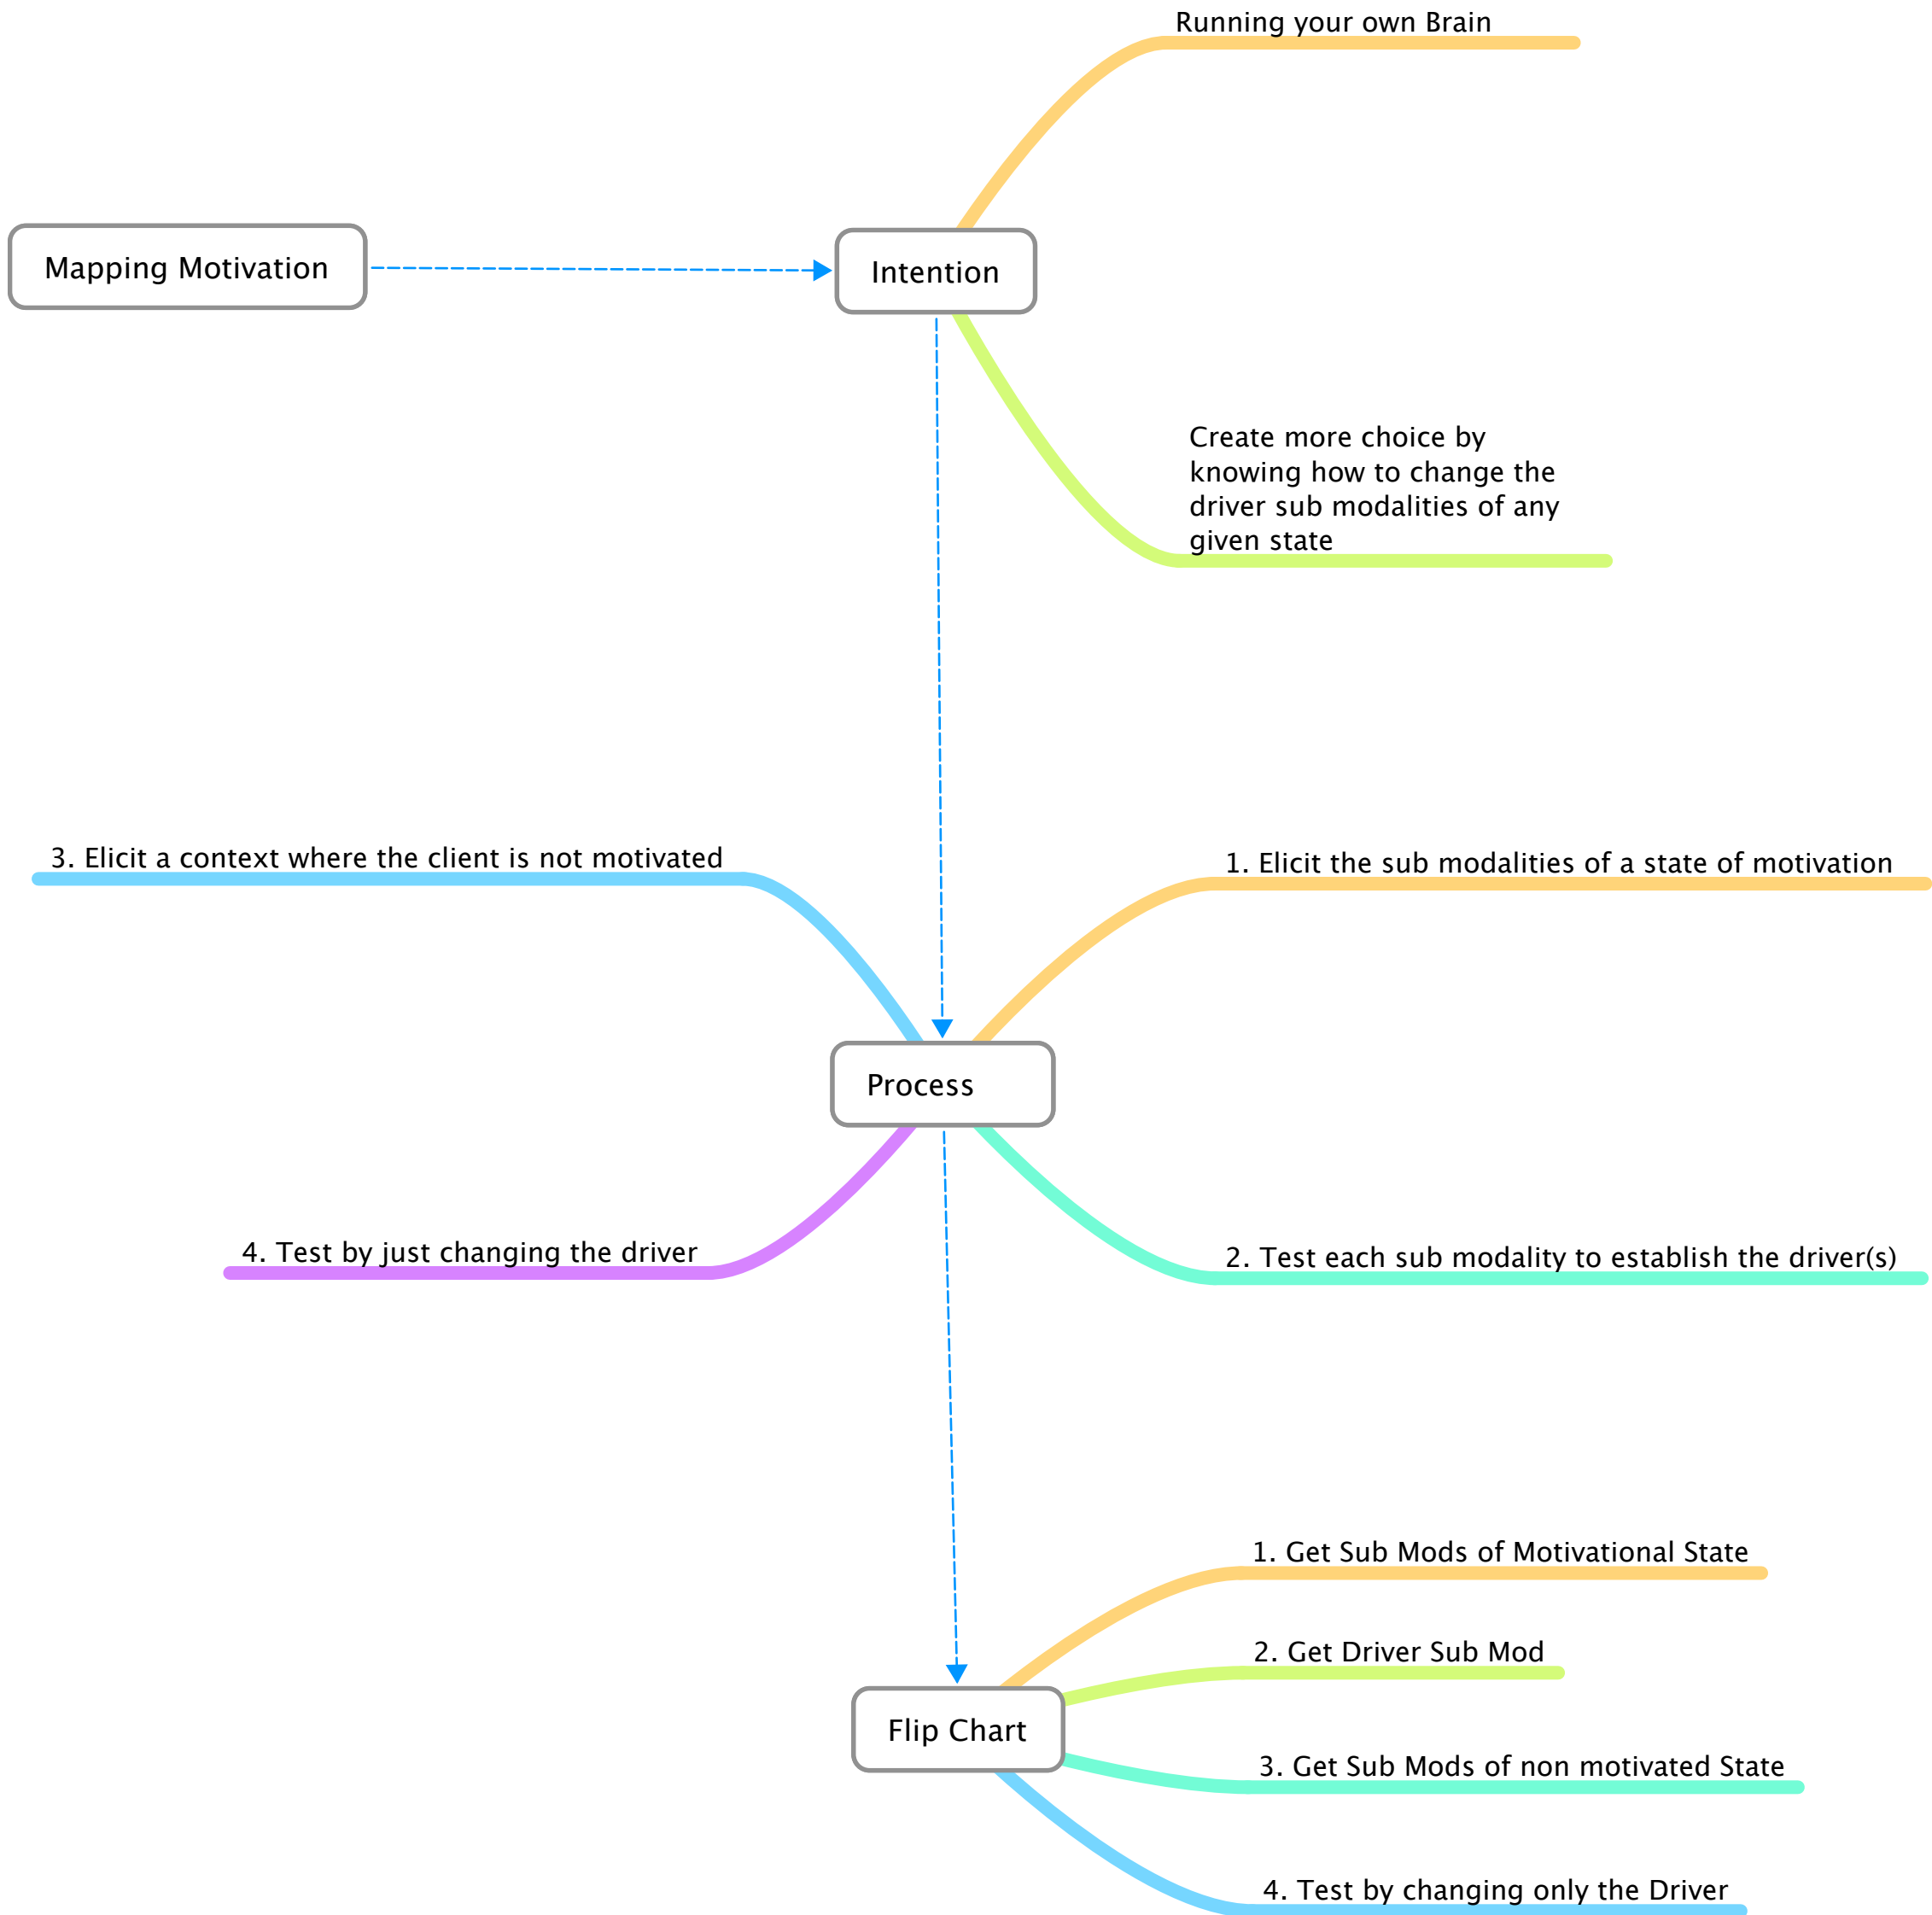 Running your own Brain
Mapping Motivation
Intention
Create more choice by
knowing how to change the
driver sub modalities of any
given state
3. Elicit a context where the client is not motivated
1. Elicit the sub modalities of a state of motivation
Process
4. Test by just changing the driver
2. Test each sub modality to establish the driver(s)
1. Get Sub Mods of Motivational State
2. Get Driver Sub Mod
Flip Chart
3. Get Sub Mods of non motivated State
4. Test by changing only the Driver